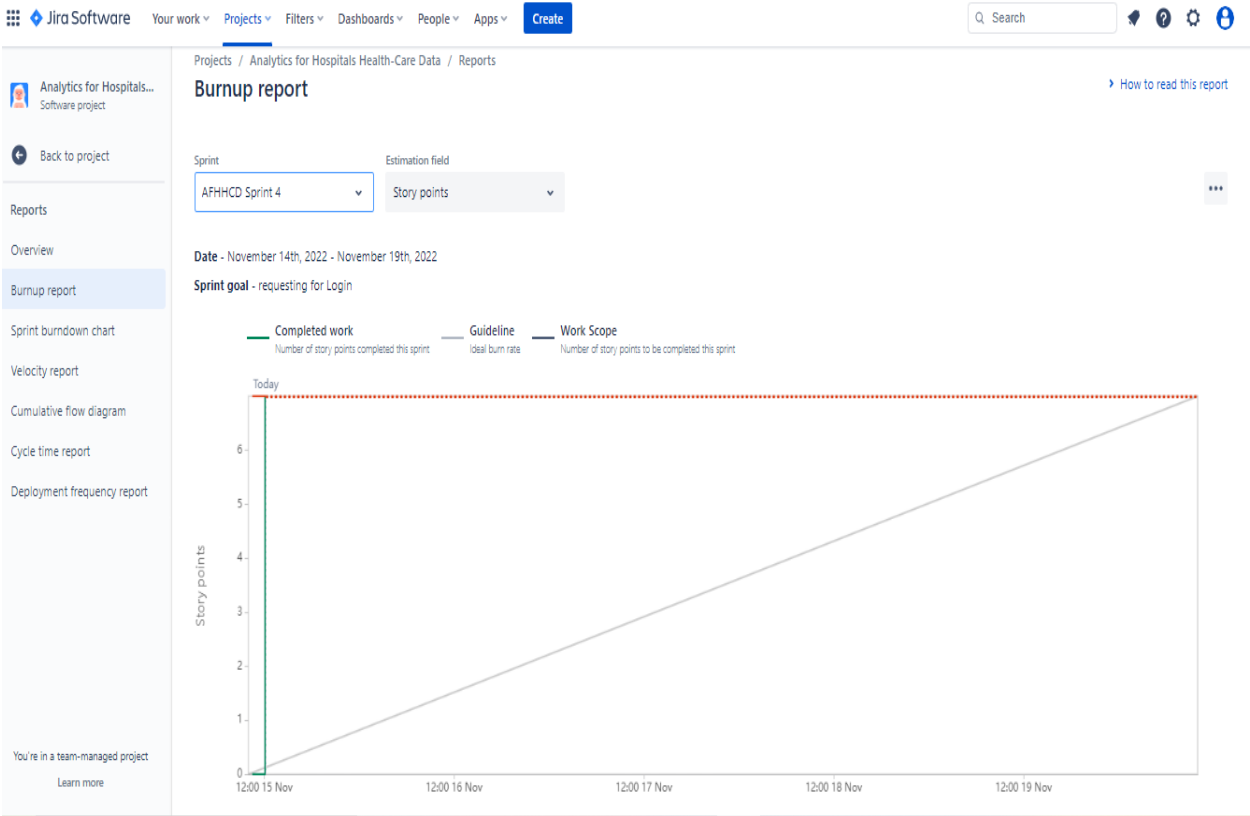 Jira Software Your work Projects Filters Dashboards People Apps Create Search
Projects / Analytics for Hospitals Health-Care Data / Reports
Analytics for Hospitals...
Software project
Burnup report
How to read this report
Back to project
Sprint Estimation field
AFHHCD Sprint 4 Story points
Reports
Overview
Burnup report
Sprint burndown chart
Velocity report
Cumulative flow diagram
Cycle time report
Deployment frequency report
You're in a team-managed project
Learn more
Date - November 14th, 2022 - November 19th, 2022
Sprint goal - requesting for Login
Completed work Guideline Work Scope
Number of story points completed this sprint Ideal burn rate Number of story points to be completed this sprint
Today
6
5
4
3
2
1
0
Story points
12:00 15 Nov 12:00 16 Nov 12:00 17 Nov 12:00 18 Nov 12:00 19 Nov